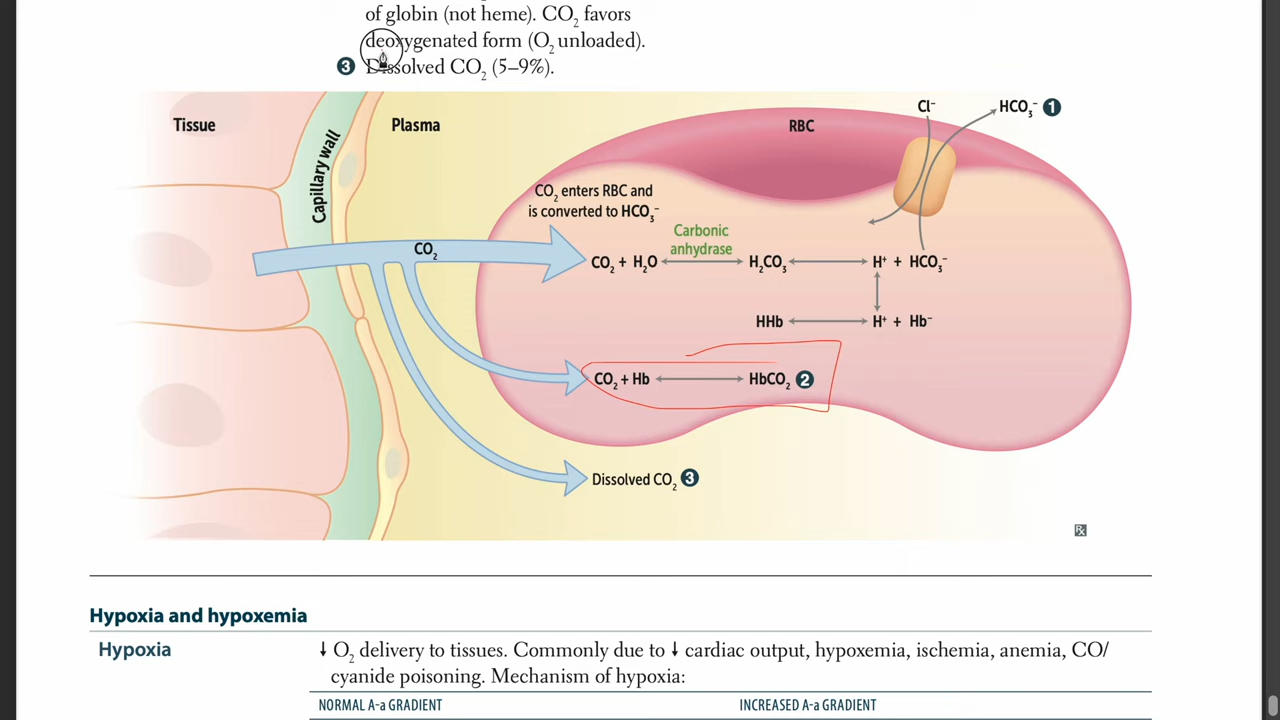 of globin (not heme). CO₂ favors
deoxygenated form (O₂ unloaded).
3 Dissolved CO₂ (5–9%).
Tissue
Capillary wall
Plasma
RBC
Cl⁻
HCO₃⁻ 1
CO₂ enters RBC and
is converted to HCO₃⁻
Carbonic
anhydrase
CO₂
CO₂ + H₂O
H₂CO₃
H⁺ + HCO₃⁻
HHb
H⁺ + Hb⁻
CO₂ + Hb
HbCO₂ 2
Dissolved CO₂ 3
Rx
Hypoxia and hypoxemia
Hypoxia
↓ O₂ delivery to tissues. Commonly due to ↓ cardiac output, hypoxemia, ischemia, anemia, CO/
cyanide poisoning. Mechanism of hypoxia:
NORMAL A-a GRADIENT
INCREASED A-a GRADIENT